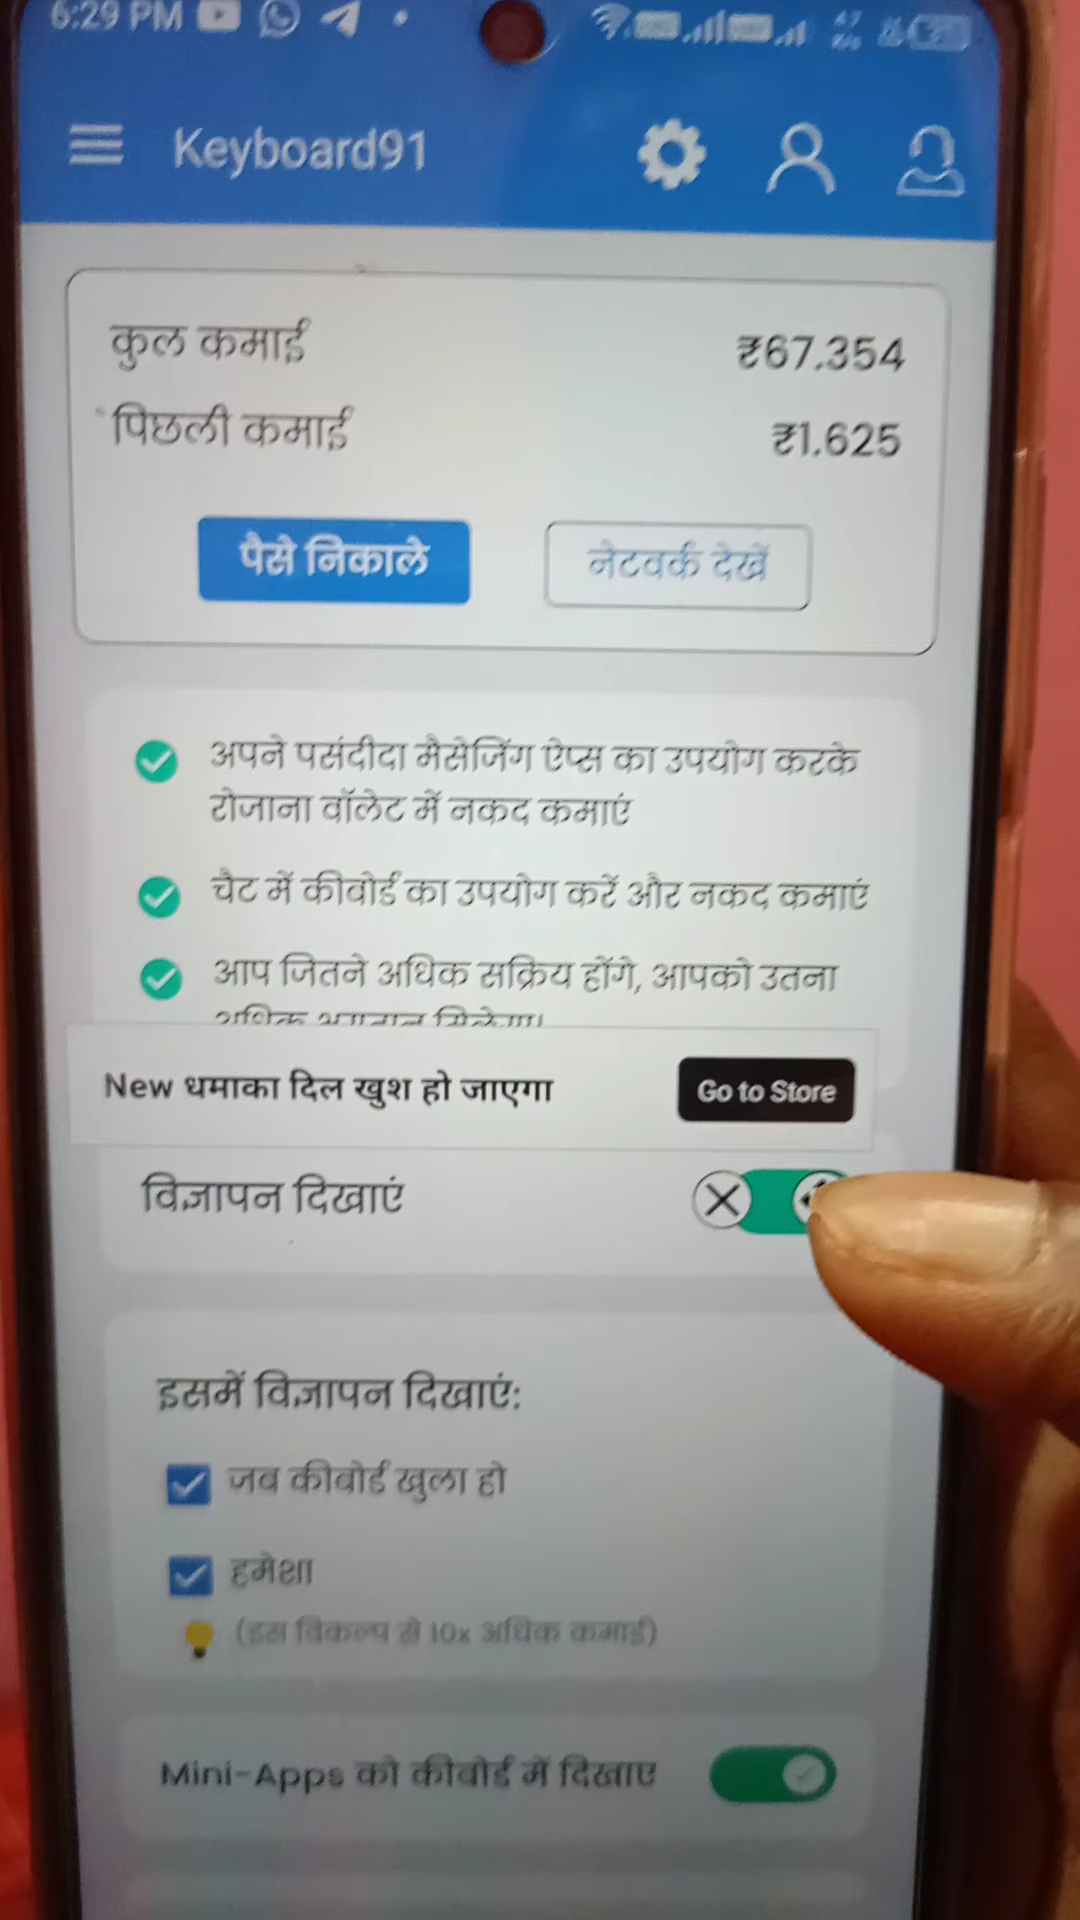 6:29 PM
Keyboard91
कुल कमाई ₹67.354
पिछली कमाई ₹1.625
पैसे निकाले नेटवर्क देखें
अपने पसंदीदा मैसेजिंग ऐप्स का उपयोग करके
रोजाना वॉलेट में नकद कमाएं
चैट में कीबोर्ड का उपयोग करें और नकद कमाएं
आप जितने अधिक सक्रिय होंगे, आपको उतना
New धमाका दिल खुश हो जाएगा Go to Store
विज्ञापन दिखाएं
इसमें विज्ञापन दिखाएं:
जब कीबोर्ड खुला हो
हमेशा
(इस विकल्प से 10x अधिक कमाई)
Mini-Apps को कीबोर्ड में दिखाए